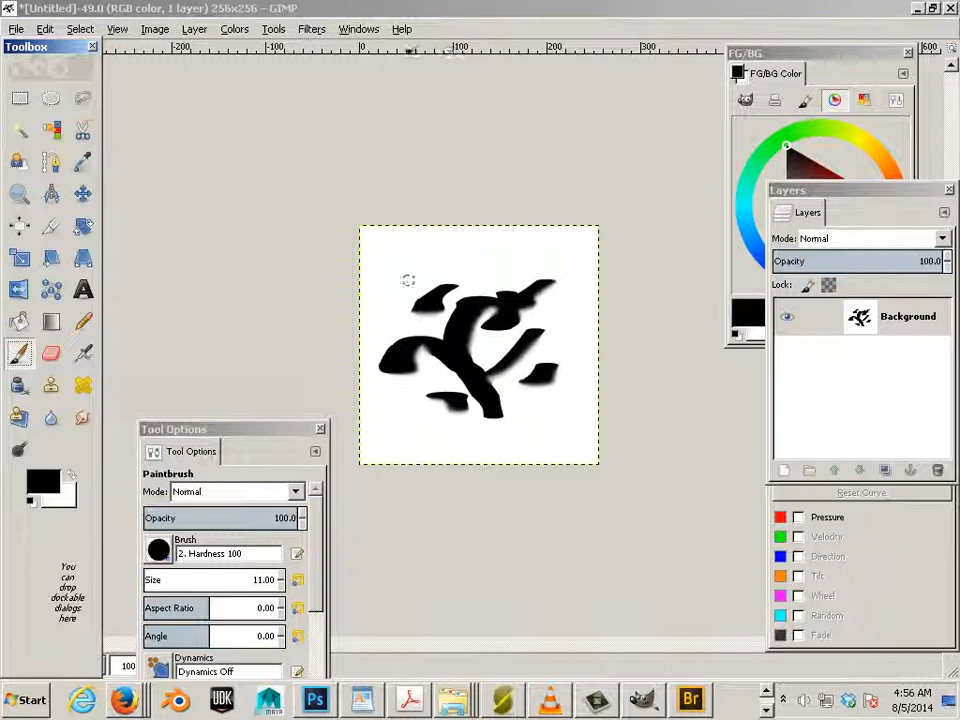 *[Untitled]-49.0 (RGB color, 1 layer) 256x256 – GIMP
File Edit Select View Image Layer Colors Tools Filters Windows Help
Toolbox
-200 -100 0 100 200 300 600
FG/BG
FG/BG Color
Layers
Layers
Mode: Normal
Opacity 100.0
Lock:
Background
Tool Options
Tool Options
Paintbrush
Mode: Normal
Opacity 100.0
Brush
2. Hardness 100
Size 11.00
Aspect Ratio 0.00
Angle 0.00
Dynamics
Dynamics Off
You
can
drop
dockable
dialogs
here
Reset Curve
Pressure
Velocity
Direction
Tilt
Wheel
Random
Fade
100
Start
UDK
MAYA
Ps
Br
4:56 AM
8/5/2014